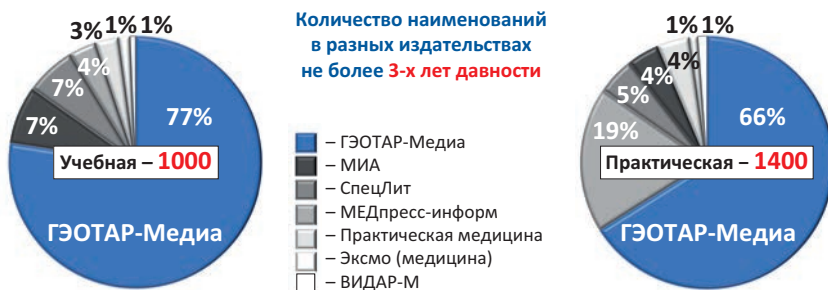 Количество наименований
в разных издательствах
не более 3-х лет давности
3%
1%
1%
4%
7%
7%
77%
Учебная – 1000
ГЭОТАР-Медиа
– ГЭОТАР-Медиа
– МИА
– СпецЛит
– МЕДпресс-информ
– Практическая медицина
– Эксмо (медицина)
– ВИДАР-М
1%
1%
4%
4%
5%
19%
66%
Практическая – 1400
ГЭОТАР-Медиа